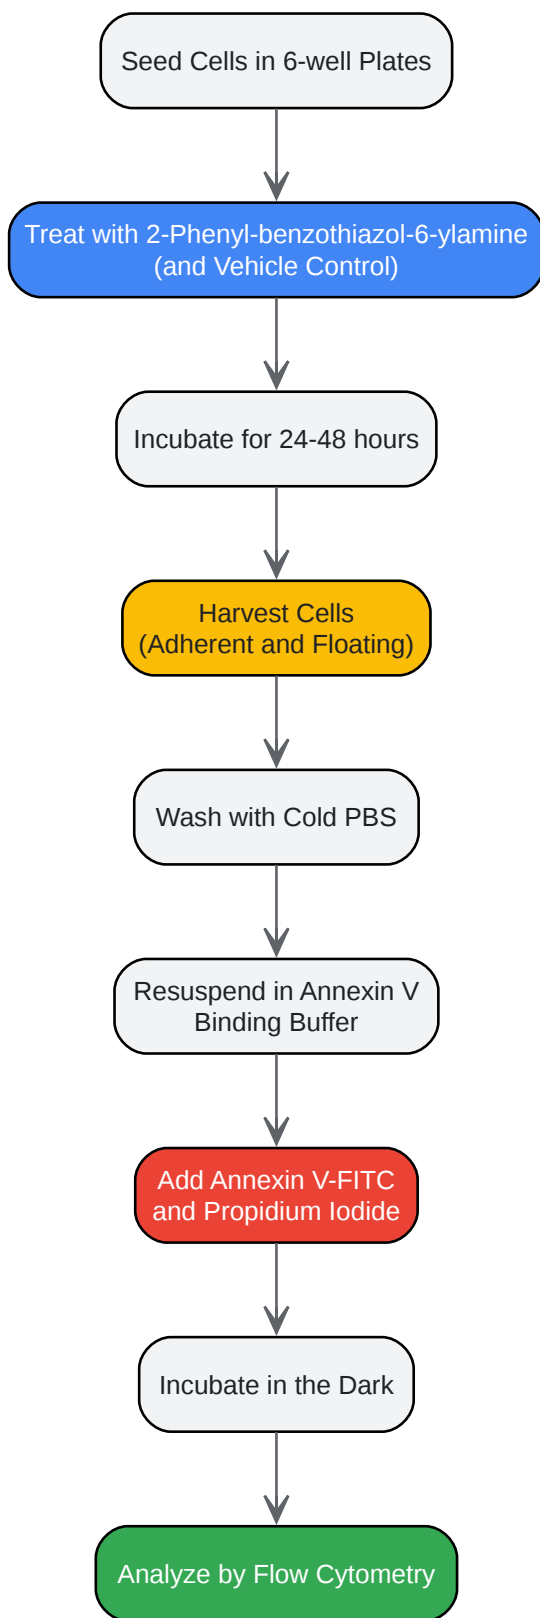 Seed Cells in 6-well Plates
Treat with 2-Phenyl-benzothiazol-6-ylamine
(and Vehicle Control)
Incubate for 24-48 hours
Harvest Cells
(Adherent and Floating)
Wash with Cold PBS
Resuspend in Annexin V
Binding Buffer
Add Annexin V-FITC
and Propidium Iodide
Incubate in the Dark
Analyze by Flow Cytometry